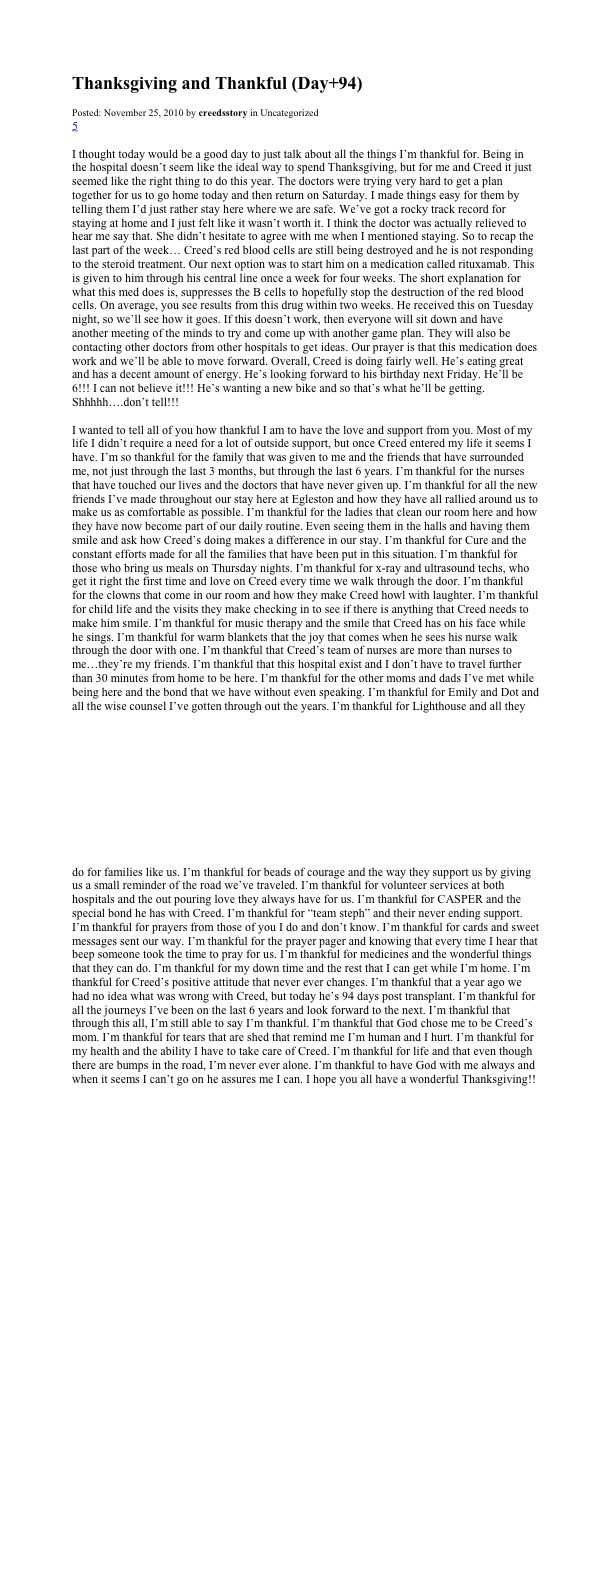 Thanksgiving and Thankful (Day+94)
Posted: November 25, 2010 by creedsstory in Uncategorized
5
I thought today would be a good day to just talk about all the things I'm thankful for. Being in
the hospital doesn't seem like the ideal way to spend Thanksgiving, but for me and Creed it just
seemed like the right thing to do this year. The doctors were trying very hard to get a plan
together for us to go home today and then return on Saturday. I made things easy for them by
telling them I'd just rather stay here where we are safe. We've got a rocky track record for
staying at home and I just felt like it wasn't worth it. I think the doctor was actually relieved to
hear me say that. She didn't hesitate to agree with me when I mentioned staying. So to recap the
last part of the week… Creed's red blood cells are still being destroyed and he is not responding
to the steroid treatment. Our next option was to start him on a medication called rituxamab. This
is given to him through his central line once a week for four weeks. The short explanation for
what this med does is, suppresses the B cells to hopefully stop the destruction of the red blood
cells. On average, you see results from this drug within two weeks. He received this on Tuesday
night, so we'll see how it goes. If this doesn't work, then everyone will sit down and have
another meeting of the minds to try and come up with another game plan. They will also be
contacting other doctors from other hospitals to get ideas. Our prayer is that this medication does
work and we'll be able to move forward. Overall, Creed is doing fairly well. He's eating great
and has a decent amount of energy. He's looking forward to his birthday next Friday. He'll be
6!!! I can not believe it!!! He's wanting a new bike and so that's what he'll be getting.
Shhhhh….don't tell!!!
I wanted to tell all of you how thankful I am to have the love and support from you. Most of my
life I didn't require a need for a lot of outside support, but once Creed entered my life it seems I
have. I'm so thankful for the family that was given to me and the friends that have surrounded
me, not just through the last 3 months, but through the last 6 years. I'm thankful for the nurses
that have touched our lives and the doctors that have never given up. I'm thankful for all the new
friends I've made throughout our stay here at Egleston and how they have all rallied around us to
make us as comfortable as possible. I'm thankful for the ladies that clean our room here and how
they have now become part of our daily routine. Even seeing them in the halls and having them
smile and ask how Creed's doing makes a difference in our stay. I'm thankful for Cure and the
constant efforts made for all the families that have been put in this situation. I'm thankful for
those who bring us meals on Thursday nights. I'm thankful for x-ray and ultrasound techs, who
get it right the first time and love on Creed every time we walk through the door. I'm thankful
for the clowns that come in our room and how they make Creed howl with laughter. I'm thankful
for child life and the visits they make checking in to see if there is anything that Creed needs to
make him smile. I'm thankful for music therapy and the smile that Creed has on his face while
he sings. I'm thankful for warm blankets that the joy that comes when he sees his nurse walk
through the door with one. I'm thankful that Creed's team of nurses are more than nurses to
me…they're my friends. I'm thankful that this hospital exist and I don't have to travel further
than 30 minutes from home to be here. I'm thankful for the other moms and dads I've met while
being here and the bond that we have without even speaking. I'm thankful for Emily and Dot and
all the wise counsel I've gotten through out the years. I'm thankful for Lighthouse and all they
do for families like us. I'm thankful for beads of courage and the way they support us by giving
us a small reminder of the road we've traveled. I'm thankful for volunteer services at both
hospitals and the out pouring love they always have for us. I'm thankful for CASPER and the
special bond he has with Creed. I'm thankful for "team steph" and their never ending support.
I'm thankful for prayers from those of you I do and don't know. I'm thankful for cards and sweet
messages sent our way. I'm thankful for the prayer pager and knowing that every time I hear that
beep someone took the time to pray for us. I'm thankful for medicines and the wonderful things
that they can do. I'm thankful for my down time and the rest that I can get while I'm home. I'm
thankful for Creed's positive attitude that never ever changes. I'm thankful that a year ago we
had no idea what was wrong with Creed, but today he's 94 days post transplant. I'm thankful for
all the journeys I've been on the last 6 years and look forward to the next. I'm thankful that
through this all, I'm still able to say I'm thankful. I'm thankful that God chose me to be Creed's
mom. I'm thankful for tears that are shed that remind me I'm human and I hurt. I'm thankful for
my health and the ability I have to take care of Creed. I'm thankful for life and that even though
there are bumps in the road, I'm never ever alone. I'm thankful to have God with me always and
when it seems I can't go on he assures me I can. I hope you all have a wonderful Thanksgiving!!